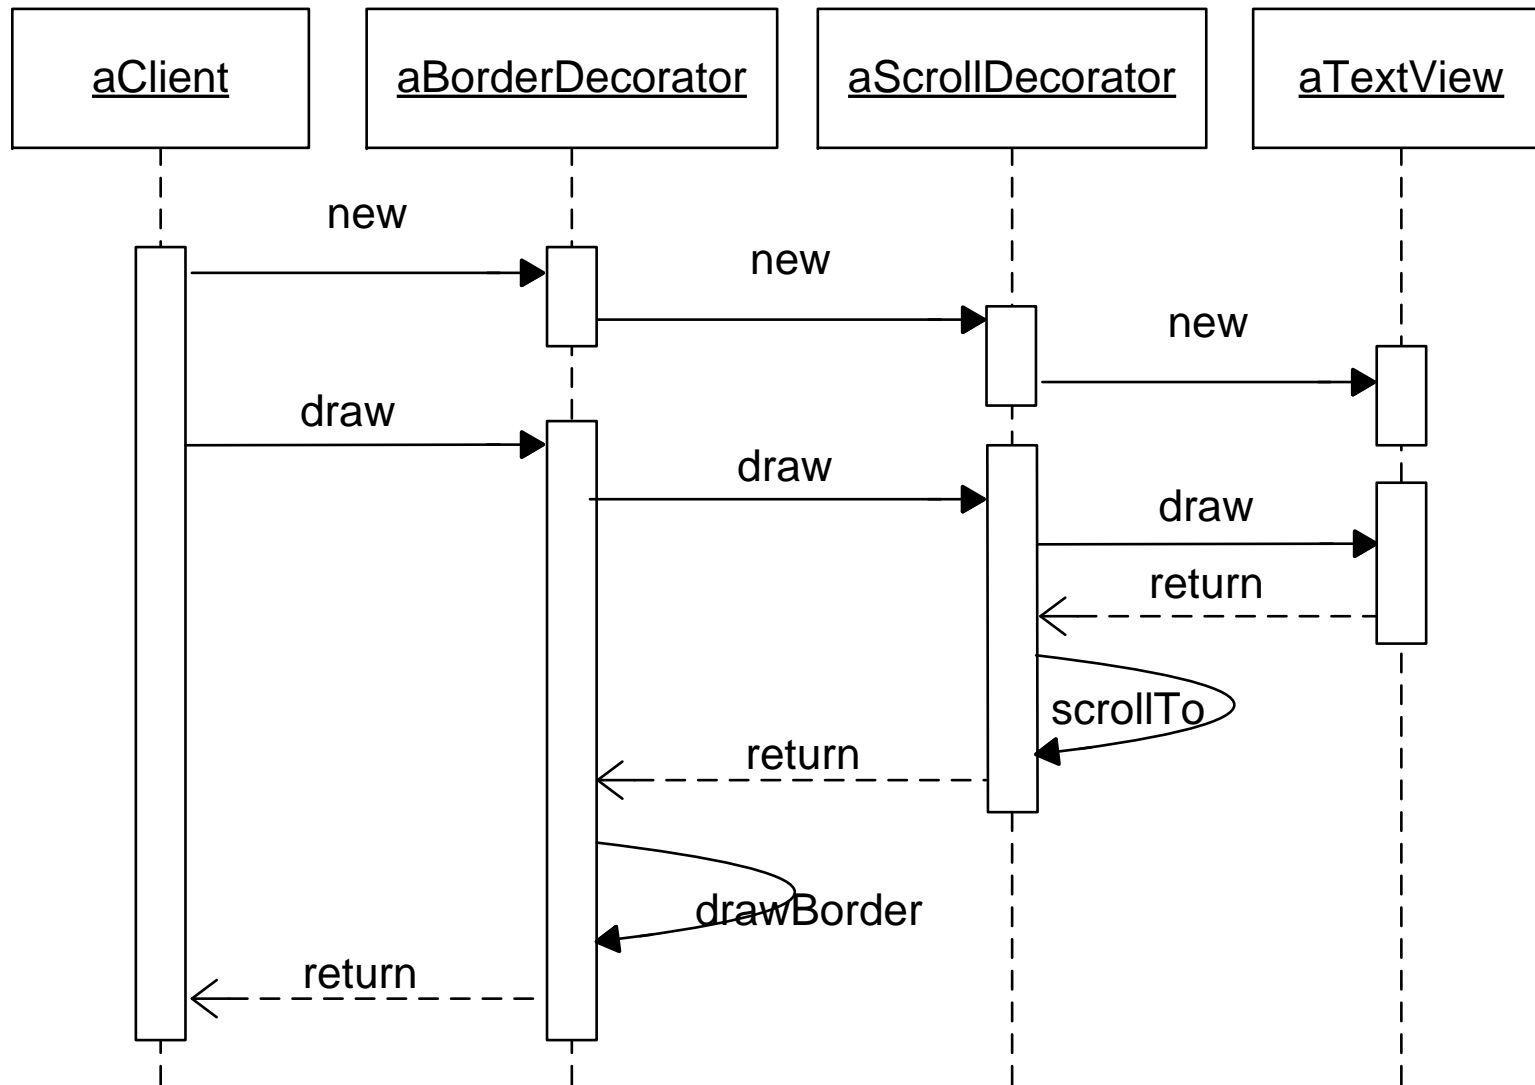 aClient
aBorderDecorator
aScrollDecorator
aTextView
new
new
new
draw
draw
draw
return
scrollTo
return
drawBorder
return